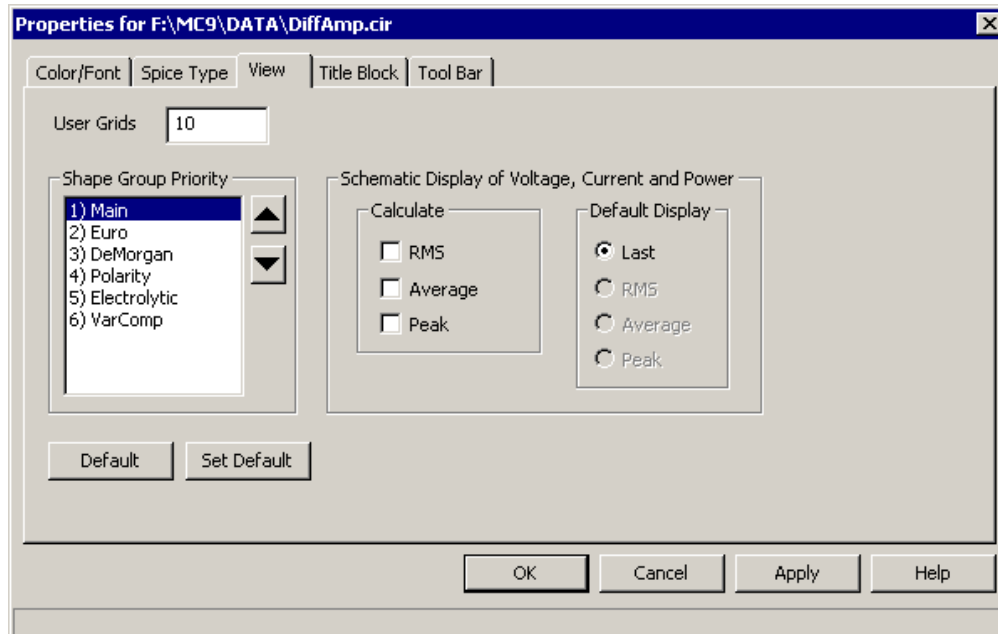 Properties for F:\MC9\DATA\DiffAmp.cir
Color/Font Spice Type View Title Block Tool Bar
User Grids 10
Shape Group Priority
1) Main
2) Euro
3) DeMorgan
4) Polarity
5) Electrolytic
6) VarComp
Schematic Display of Voltage, Current and Power
Calculate
RMS
Average
Peak
Default Display
Last
RMS
Average
Peak
Default Set Default
OK Cancel Apply Help